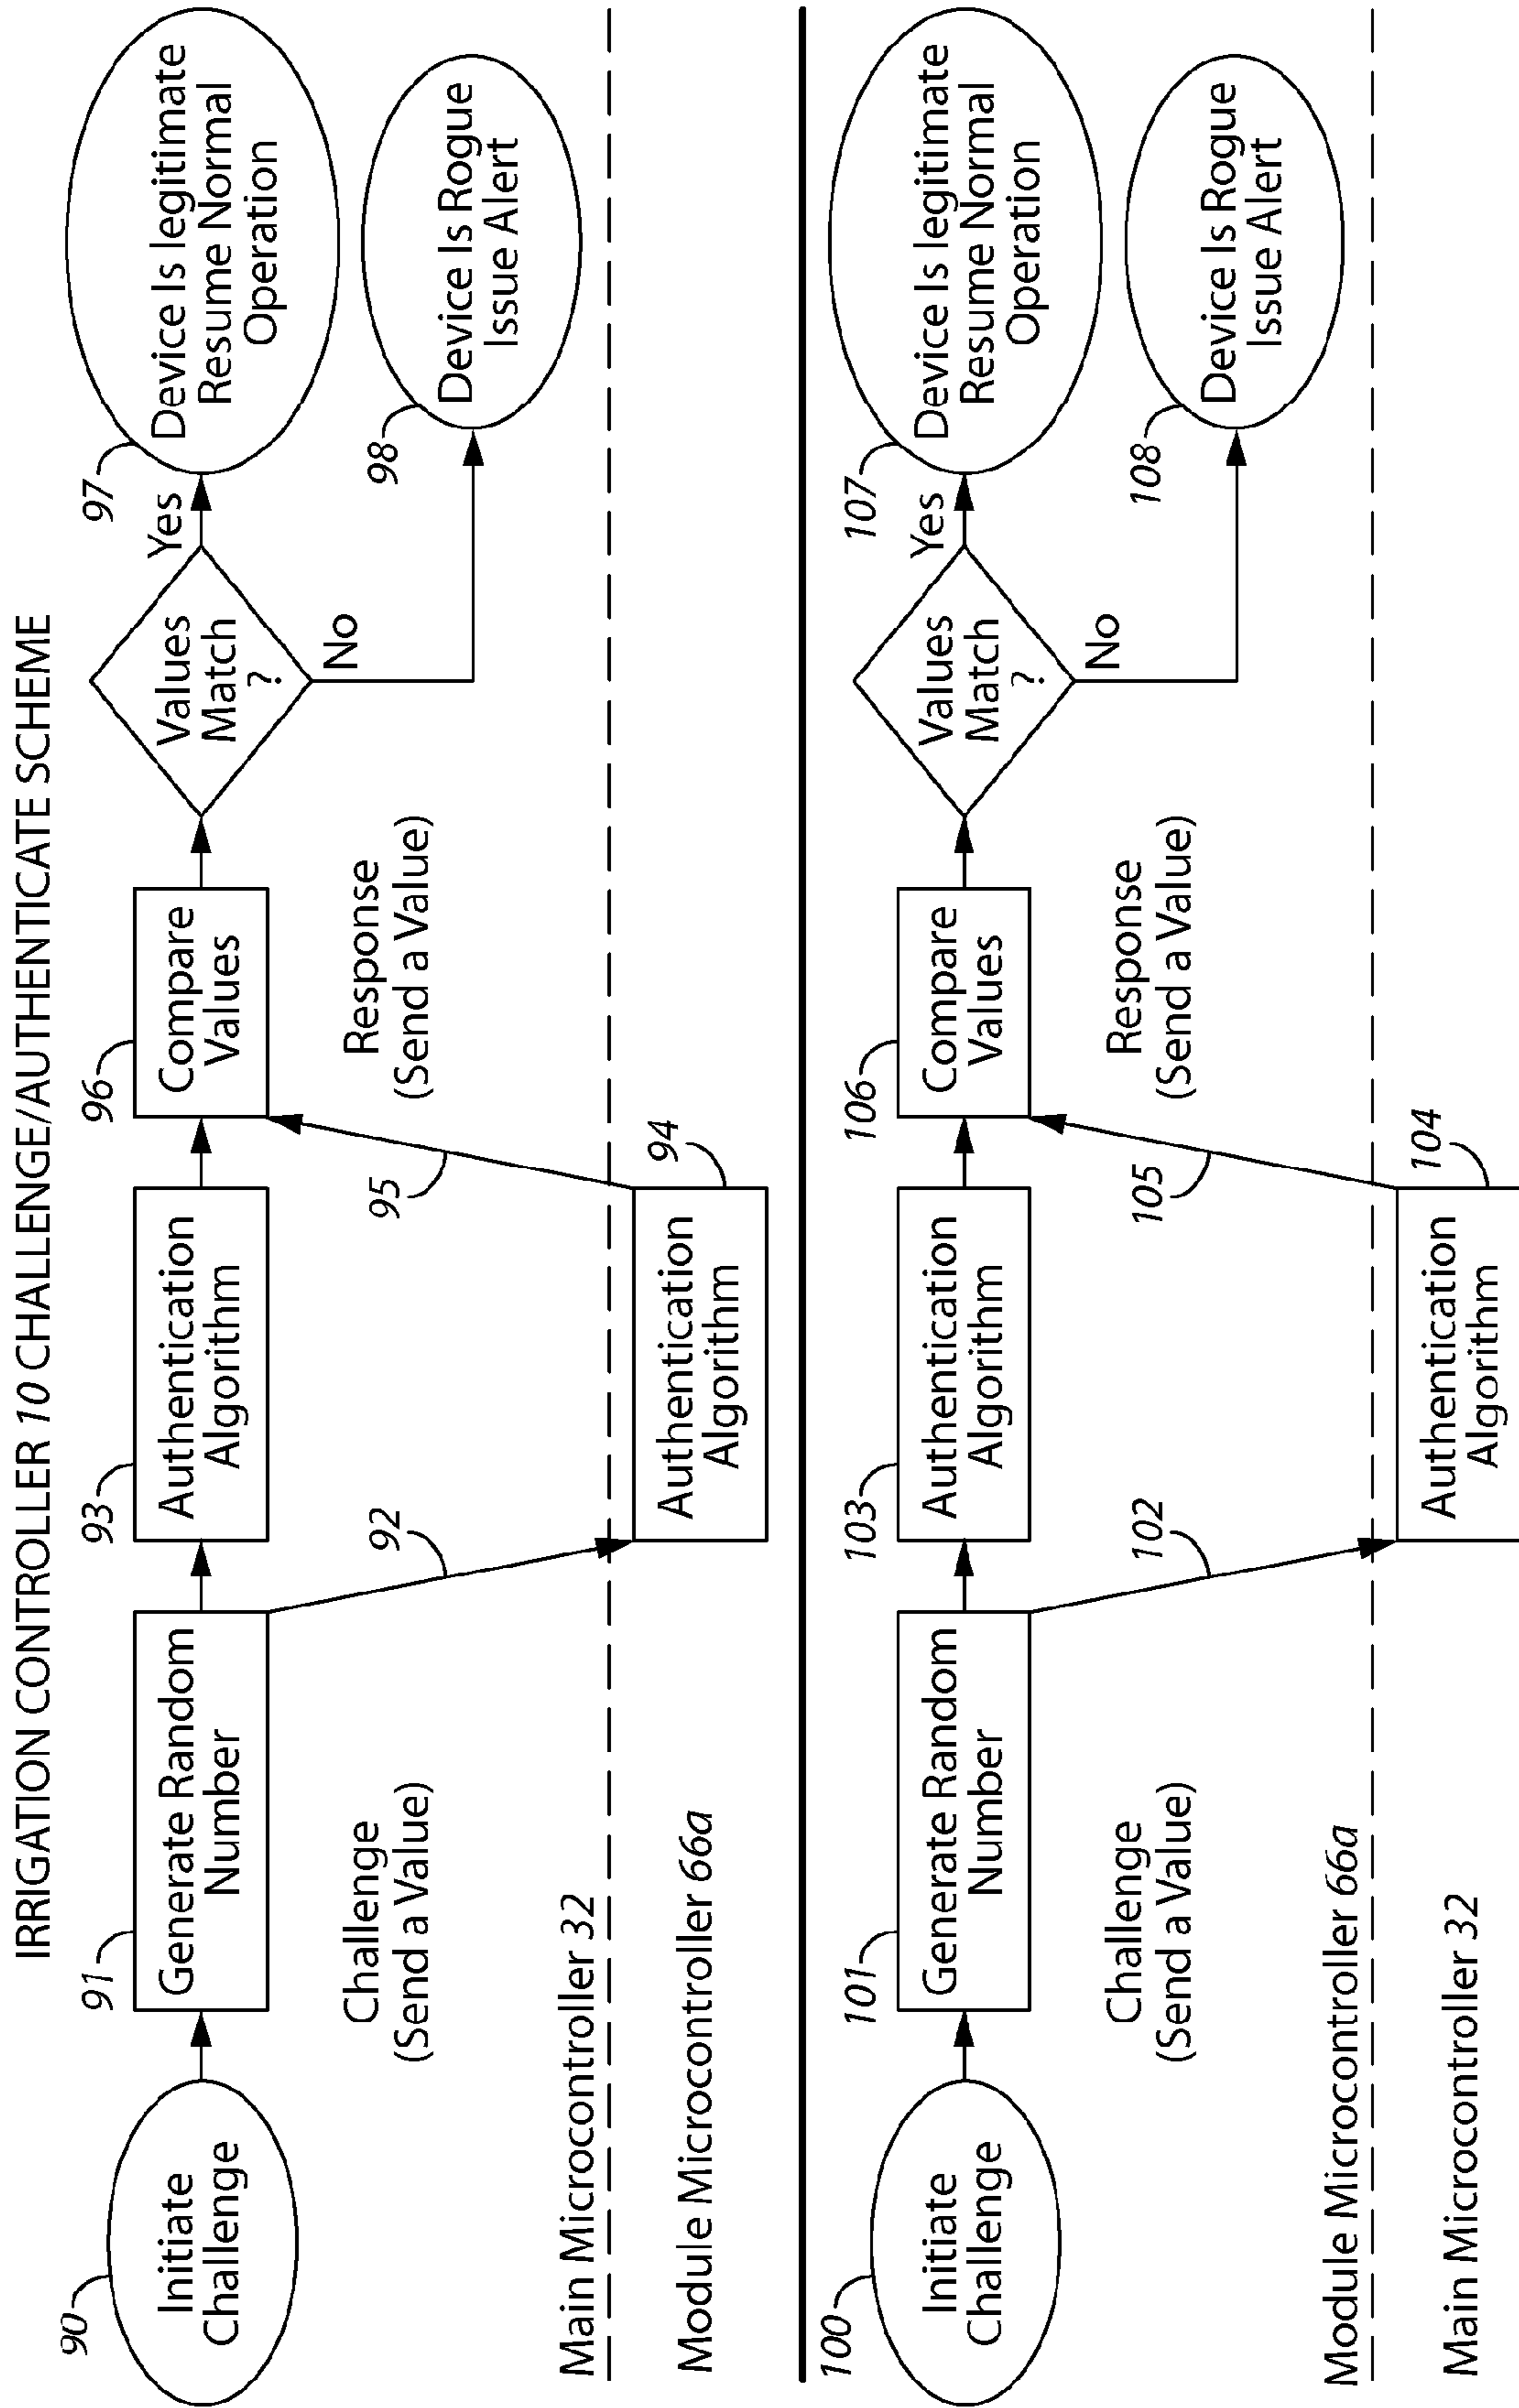 IRRIGATION CONTROLLER 10 CHALLENGE/AUTHENTICATE SCHEME
90
Initiate
Challenge
91
Generate Random
Number
93
Authentication
Algorithm
96
Compare
Values
Values
Match
?
Yes
97
Device Is legitimate
Resume Normal
Operation
No
98
Device Is Rogue
Issue Alert
Challenge
(Send a Value)
92
95
Response
(Send a Value)
Main Microcontroller 32
Module Microcontroller 66a
94
Authentication
Algorithm
100
Initiate
Challenge
101
Generate Random
Number
103
Authentication
Algorithm
106
Compare
Values
Values
Match
?
Yes
107
Device Is legitimate
Resume Normal
Operation
No
108
Device Is Rogue
Issue Alert
Challenge
(Send a Value)
102
105
Response
(Send a Value)
Module Microcontroller 66a
Main Microcontroller 32
104
Authentication
Algorithm